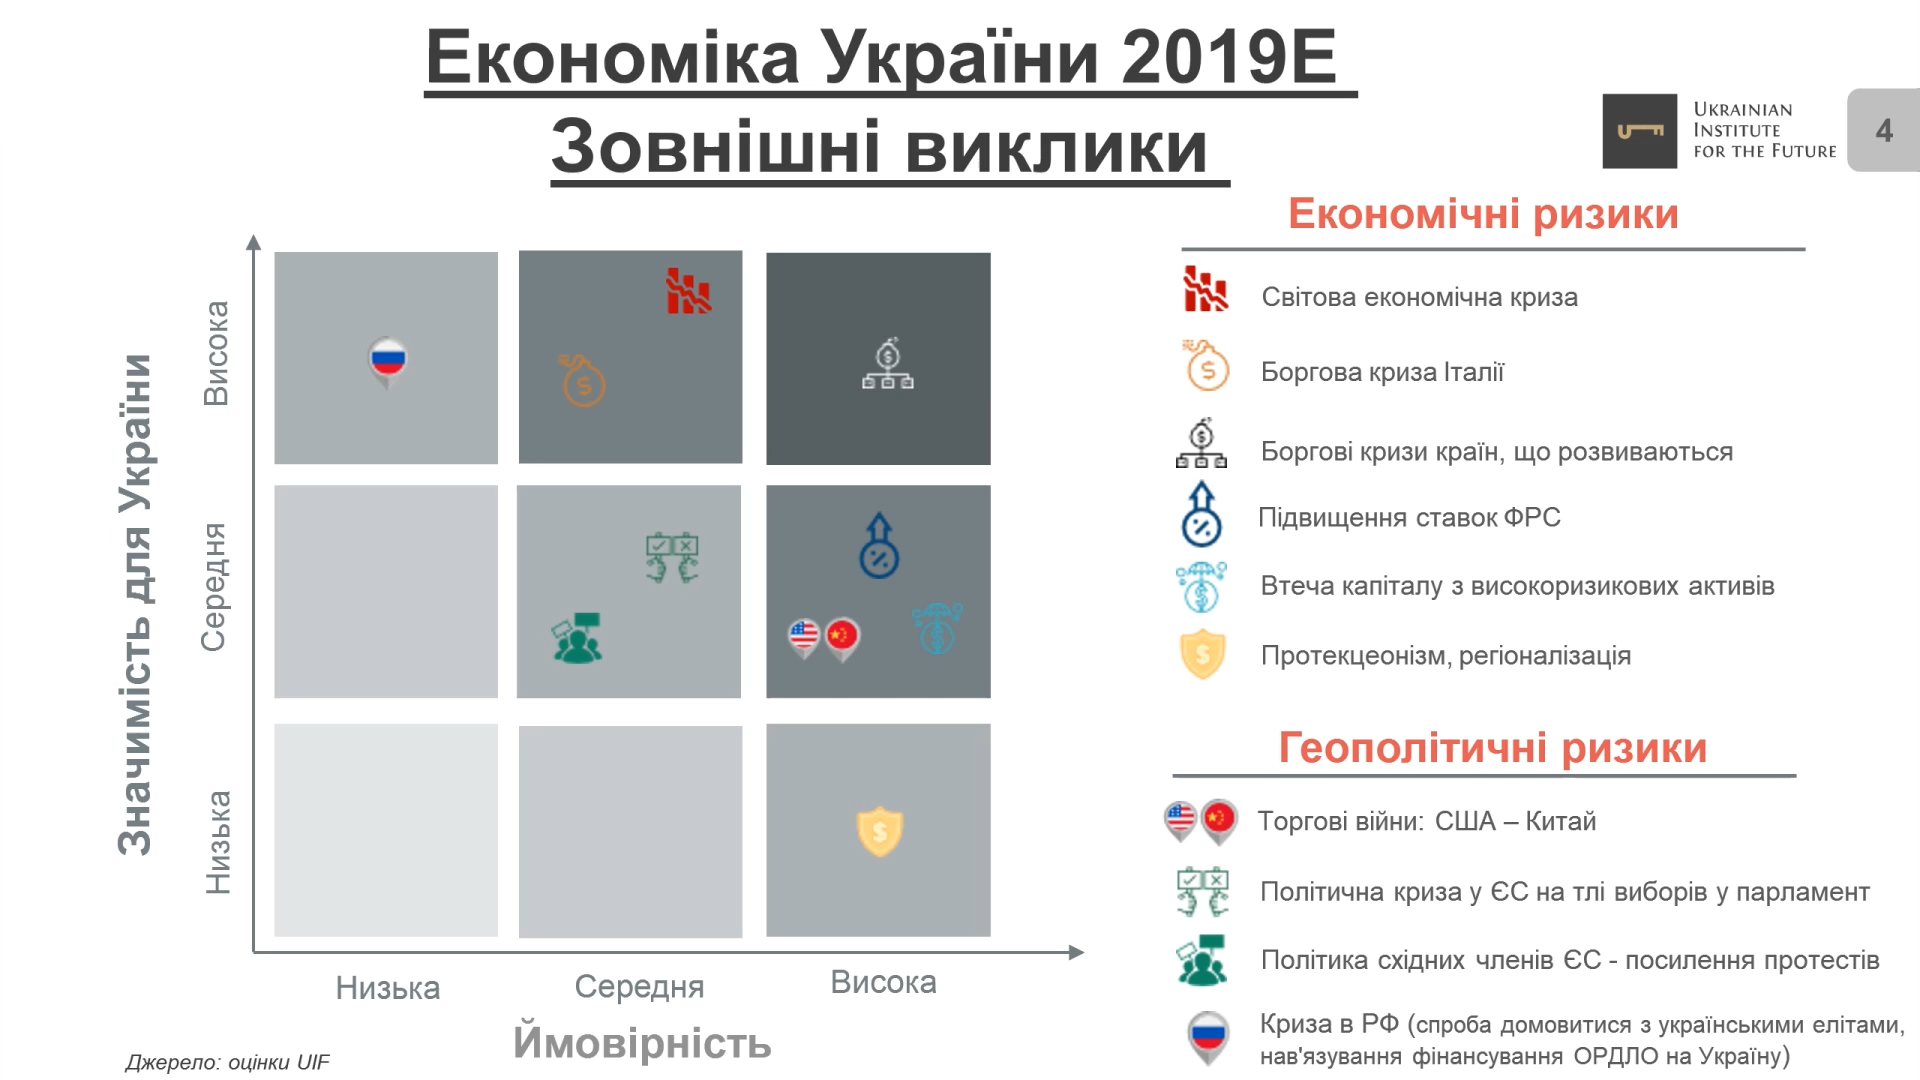 Економіка України 2019E
Зовнішні виклики
UKRAINIAN
INSTITUTE
FOR THE FUTURE
4
Значимість для України
Висока
Середня
Низька
Низька
Середня
Висока
Ймовірність
Джерело: оцінки UIF
Економічні ризики
Світова економічна криза
Боргова криза Італії
Боргові кризи країн, що розвиваються
Підвищення ставок ФРС
Втеча капіталу з високоризикових активів
Протекцеонізм, регіоналізація
Геополітичні ризики
Торгові війни: США – Китай
Політична криза у ЄС на тлі виборів у парламент
Політика східних членів ЄС - посилення протестів
Криза в РФ (спроба домовитися з українськими елітами,
нав'язування фінансування ОРДЛО на Україну)